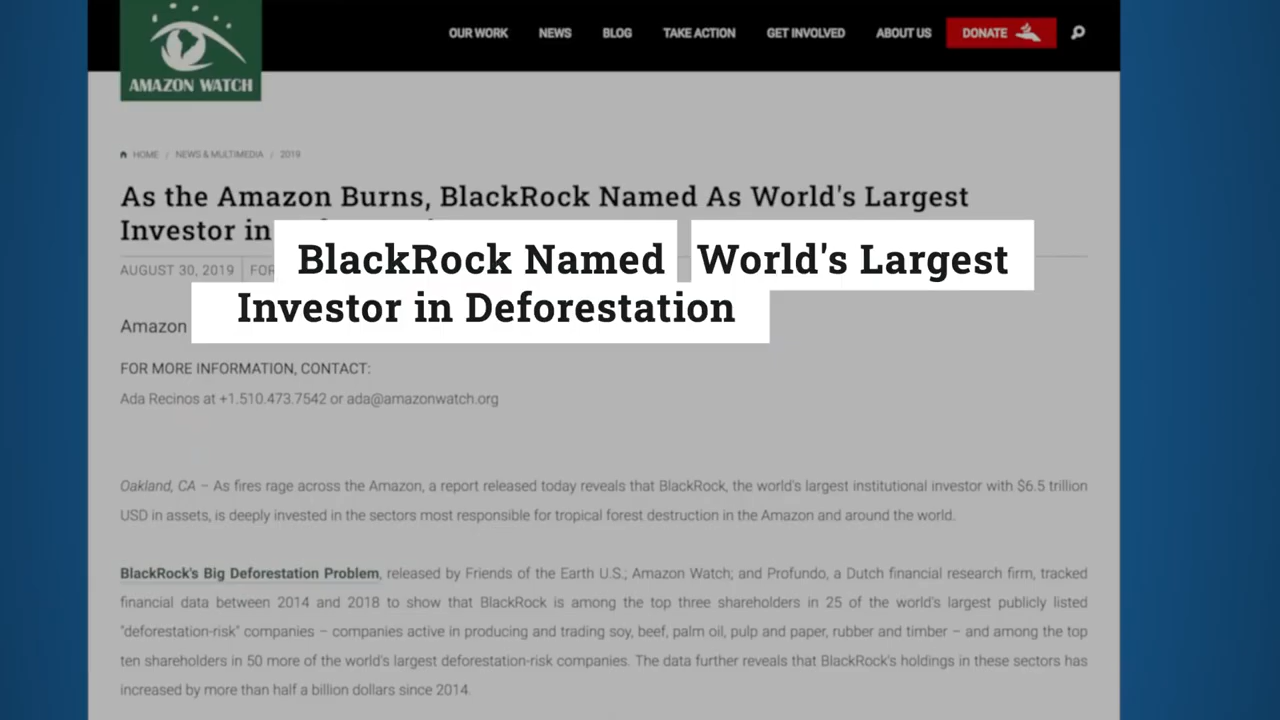 AMAZON WATCH
OUR WORK NEWS BLOG TAKE ACTION GET INVOLVED ABOUT US DONATE
HOME / NEWS & MULTIMEDIA / 2019
As the Amazon Burns, BlackRock Named As World's Largest
Investor in
BlackRock Named World's Largest
Investor in Deforestation
AUGUST 30, 2019 FOR
Amazon
FOR MORE INFORMATION, CONTACT:
Ada Recinos at +1.510.473.7542 or ada@amazonwatch.org
Oakland, CA – As fires rage across the Amazon, a report released today reveals that BlackRock, the world's largest institutional investor with $6.5 trillion
USD in assets, is deeply invested in the sectors most responsible for tropical forest destruction in the Amazon and around the world.
BlackRock's Big Deforestation Problem, released by Friends of the Earth U.S.; Amazon Watch; and Profundo, a Dutch financial research firm, tracked
financial data between 2014 and 2018 to show that BlackRock is among the top three shareholders in 25 of the world's largest publicly listed
"deforestation-risk" companies – companies active in producing and trading soy, beef, palm oil, pulp and paper, rubber and timber – and among the top
ten shareholders in 50 more of the world's largest deforestation-risk companies. The data further reveals that BlackRock's holdings in these sectors has
increased by more than half a billion dollars since 2014.